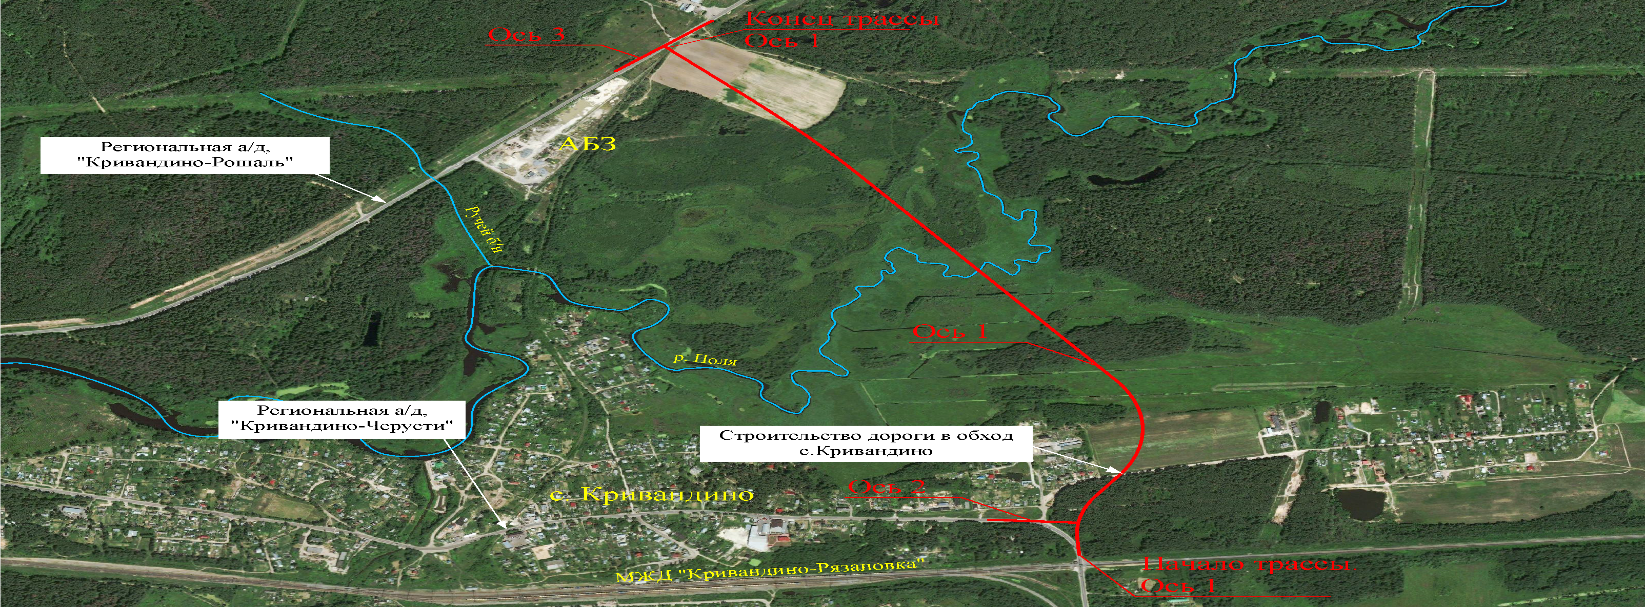 Конец трассы
Ось 1
Ось 3
АБЗ
Региональная а/д,
"Кривандино-Рошаль"
ручей б/н
Ось 1
р. Поля
Региональная а/д,
"Кривандино-Черусти"
Строительство дороги в обход
с.Кривандино
с. Кривандино
Ось 2
МЖД "Кривандино-Рязановка"
Начало трассы
Ось 1